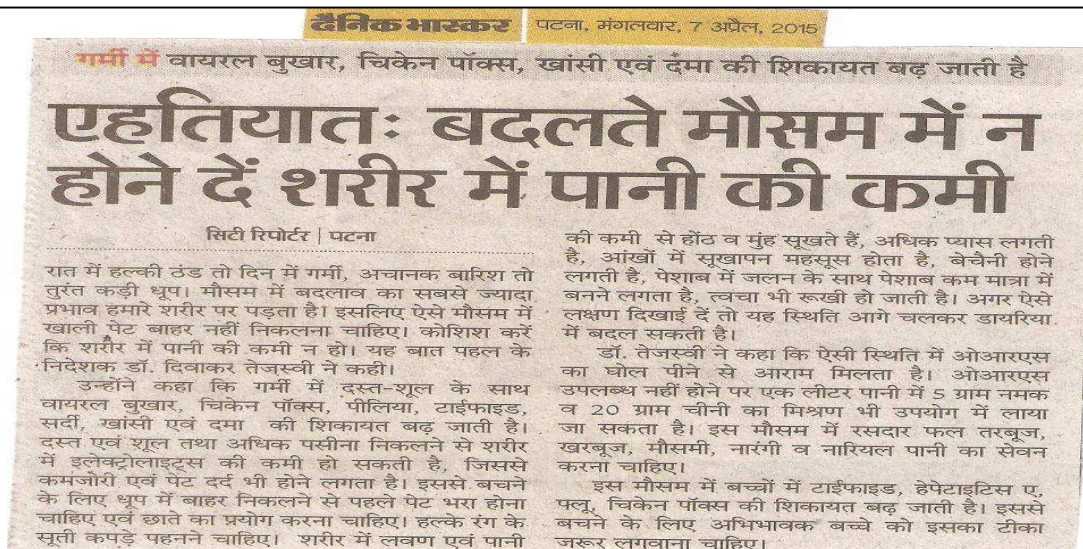 दैनिक भास्कर
पटना, मंगलवार, 7 अप्रैल, 2015
गर्मी में वायरल बुखार, चिकेन पॉक्स, खांसी एवं दमा की शिकायत बढ़ जाती है
एहतियातः बदलते मौसम में न
होने दें शरीर में पानी की कमी
सिटी रिपोर्टर | पटना
रात में हल्की ठंड तो दिन में गर्मी, अचानक बारिश तो
तुरंत कड़ी धूप। मौसम में बदलाव का सबसे ज्यादा
प्रभाव हमारे शरीर पर पड़ता है। इसलिए ऐसे मौसम में
खाली पेट बाहर नहीं निकलना चाहिए। कोशिश करें
कि शरीर में पानी की कमी न हो। यह बात पहल के
निदेशक डॉ. दिवाकर तेजस्वी ने कही।
उन्होंने कहा कि गर्मी में दस्त-शूल के साथ
वायरल बुखार, चिकेन पॉक्स, पीलिया, टाईफाइड,
सर्दी, खांसी एवं दमा की शिकायत बढ़ जाती है।
दस्त एवं शूल तथा अधिक पसीना निकलने से शरीर
में इलेक्ट्रोलाइट्स की कमी हो सकती है, जिससे
कमजोरी एवं पेट दर्द भी होने लगता है। इससे बचने
के लिए धूप में बाहर निकलने से पहले पेट भरा होना
चाहिए एवं छाते का प्रयोग करना चाहिए। हल्के रंग के
सूती कपड़े पहनने चाहिए। शरीर में लवण एवं पानी
की कमी से होंठ व मुंह सूखते हैं, अधिक प्यास लगती
है, आंखों में सूखापन महसूस होता है, बेचैनी होने
लगती है, पेशाब में जलन के साथ पेशाब कम मात्रा में
बनने लगता है, त्वचा भी रूखी हो जाती है। अगर ऐसे
लक्षण दिखाई दें तो यह स्थिति आगे चलकर डायरिया
में बदल सकती है।
डॉ. तेजस्वी ने कहा कि ऐसी स्थिति में ओआरएस
का घोल पीने से आराम मिलता है। ओआरएस
उपलब्ध नहीं होने पर एक लीटर पानी में 5 ग्राम नमक
व 20 ग्राम चीनी का मिश्रण भी उपयोग में लाया
जा सकता है। इस मौसम में रसदार फल तरबूज,
खरबूज, मौसमी, नारंगी व नारियल पानी का सेवन
करना चाहिए।
इस मौसम में बच्चों में टाईफाइड, हेपेटाइटिस ए,
फ्लू, चिकेन पॉक्स की शिकायत बढ़ जाती है। इससे
बचने के लिए अभिभावक बच्चे को इसका टीका
जरूर लगवाना चाहिए।